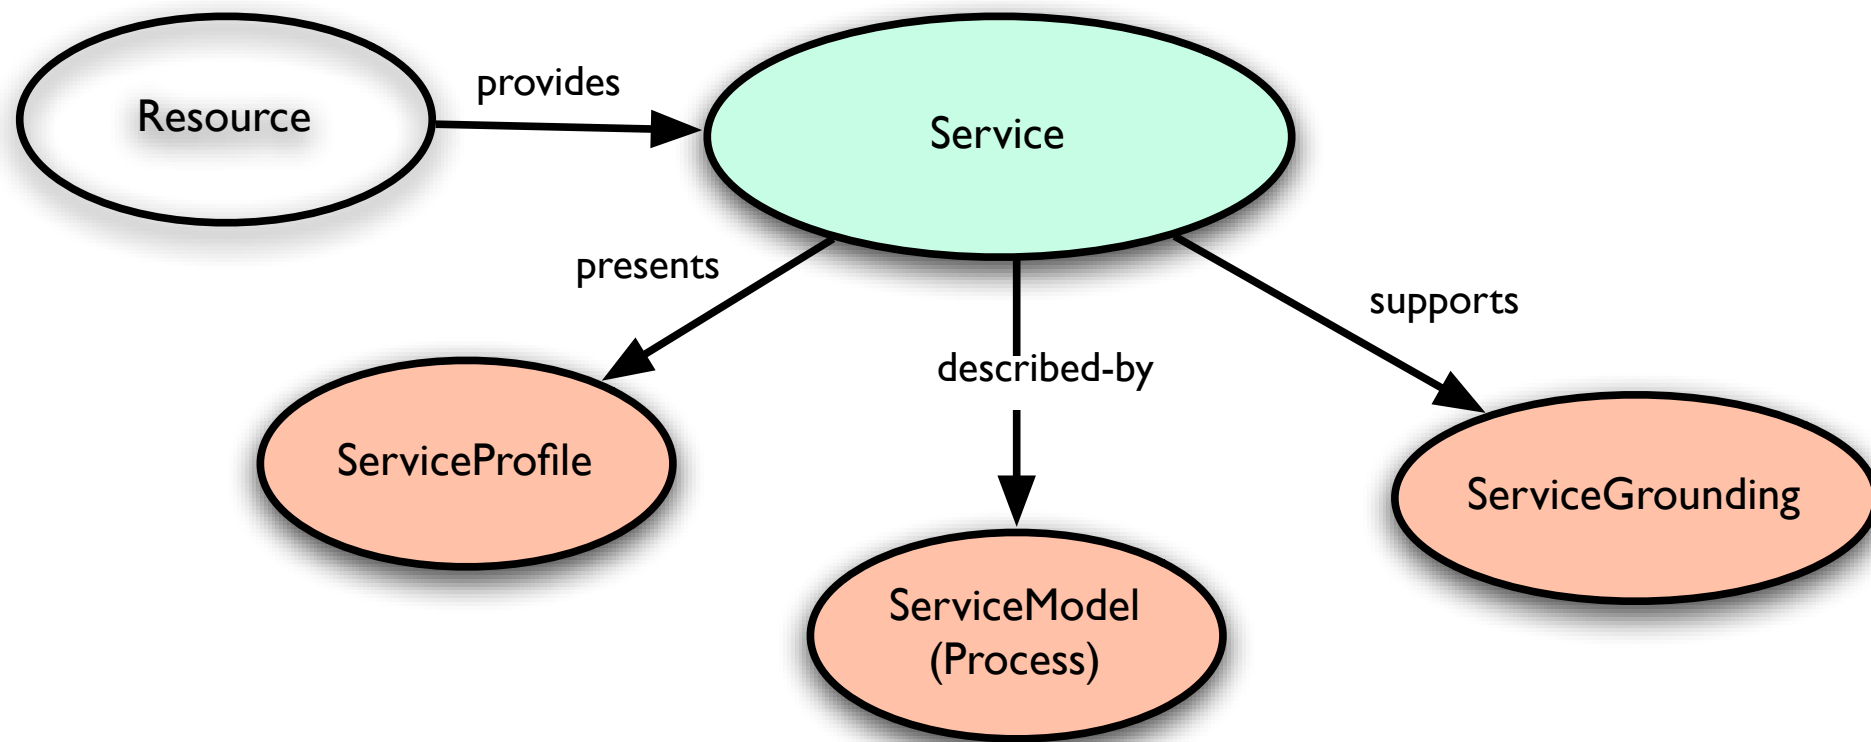 Resource
provides
Service
presents
supports
described-by
ServiceProfile
ServiceGrounding
ServiceModel
(Process)